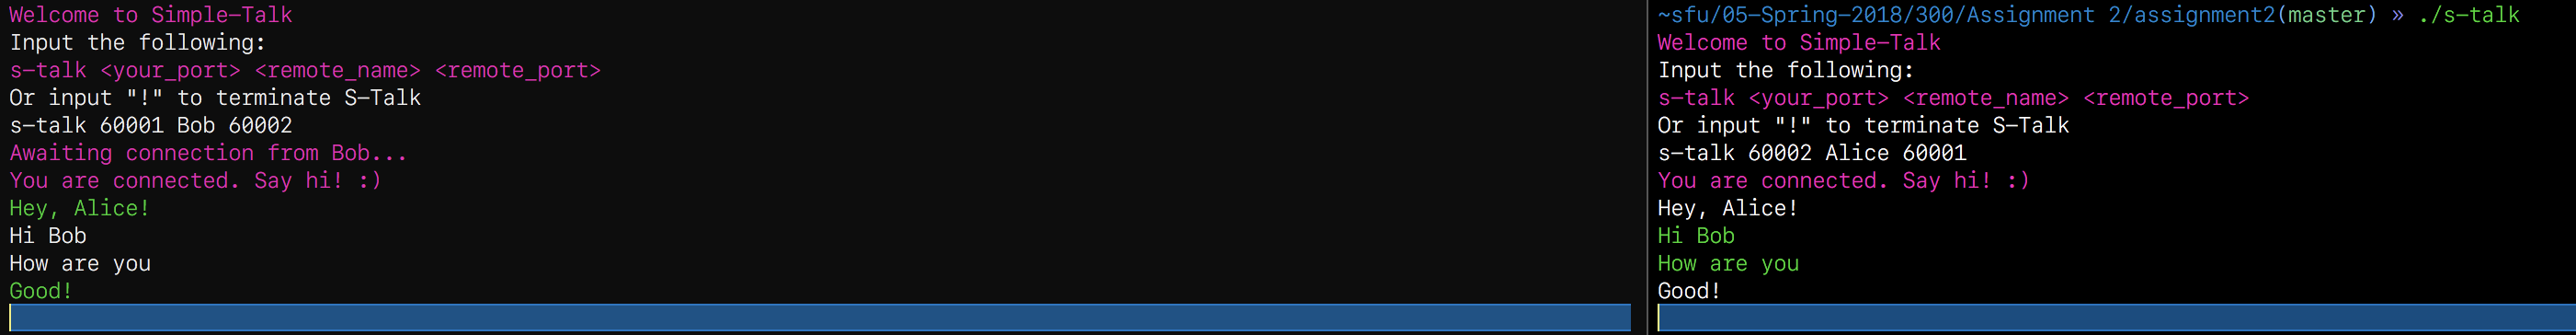 Welcome to Simple-Talk
Input the following:
s-talk <your_port> <remote_name> <remote_port>
Or input "!" to terminate S-Talk
s-talk 60001 Bob 60002
Awaiting connection from Bob...
You are connected. Say hi! :)
Hey, Alice!
Hi Bob
How are you
Good!
~sfu/05-Spring-2018/300/Assignment 2/assignment2(master) » ./s-talk
Welcome to Simple-Talk
Input the following:
s-talk <your_port> <remote_name> <remote_port>
Or input "!" to terminate S-Talk
s-talk 60002 Alice 60001
You are connected. Say hi! :)
Hey, Alice!
Hi Bob
How are you
Good!